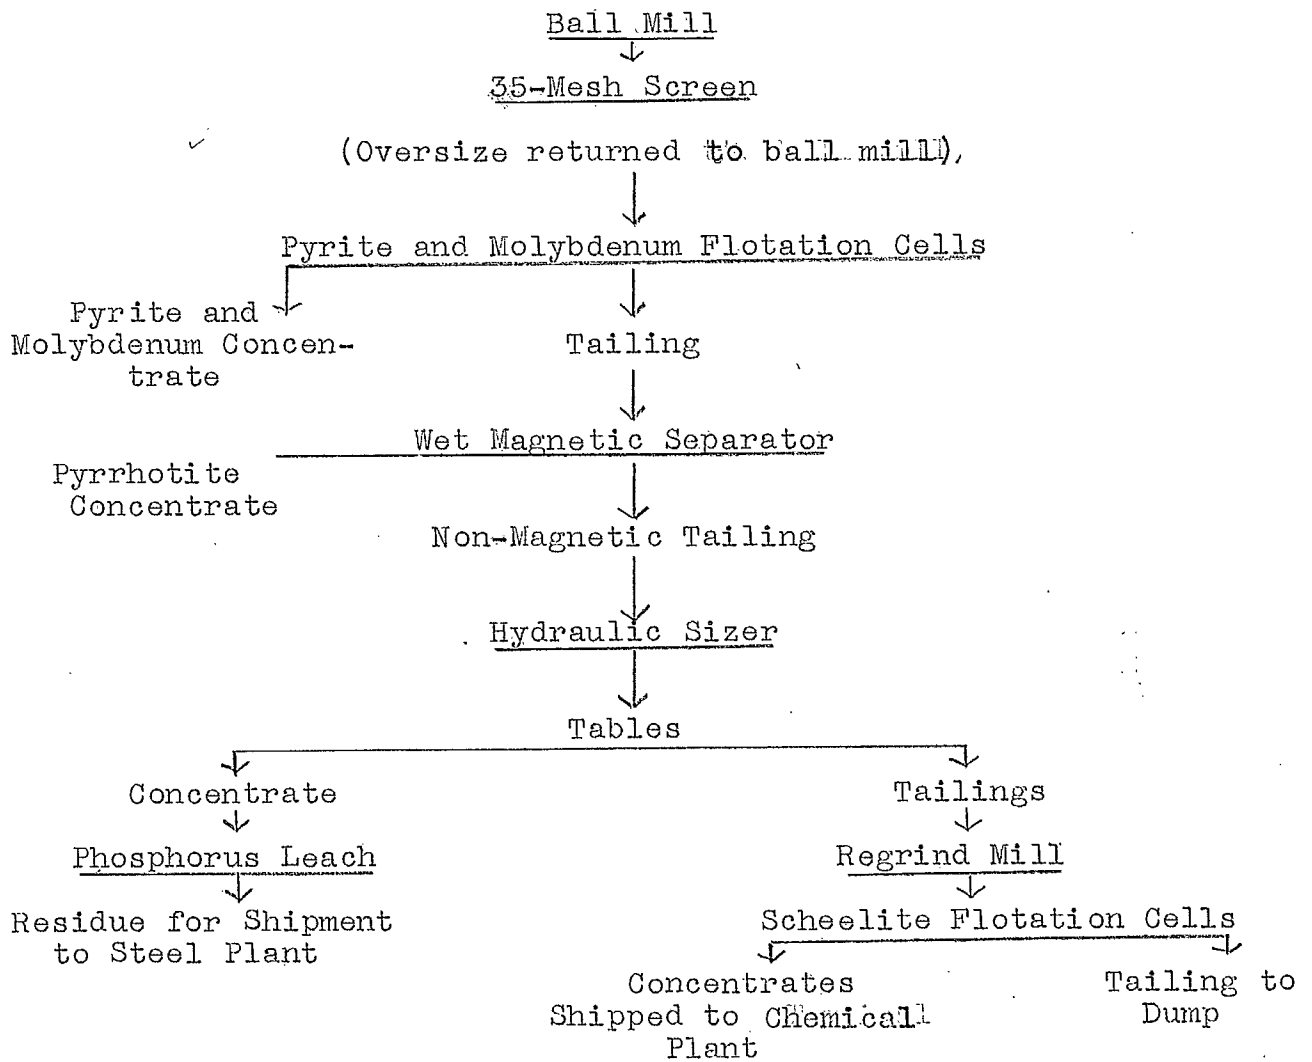 Ball Mill
35-Mesh Screen
(Oversize returned to ball mill),
Pyrite and Molybdenum Flotation Cells
Pyrite and
Molybdenum Concen-
trate
Tailing
Wet Magnetic Separator
Pyrrhotite
Concentrate
Non-Magnetic Tailing
Hydraulic Sizer
Tables
Concentrate
Phosphorus Leach
Residue for Shipment
to Steel Plant
Tailings
Regrind Mill
Scheelite Flotation Cells
Concentrates
Shipped to Chemical
Plant
Tailing to
Dump